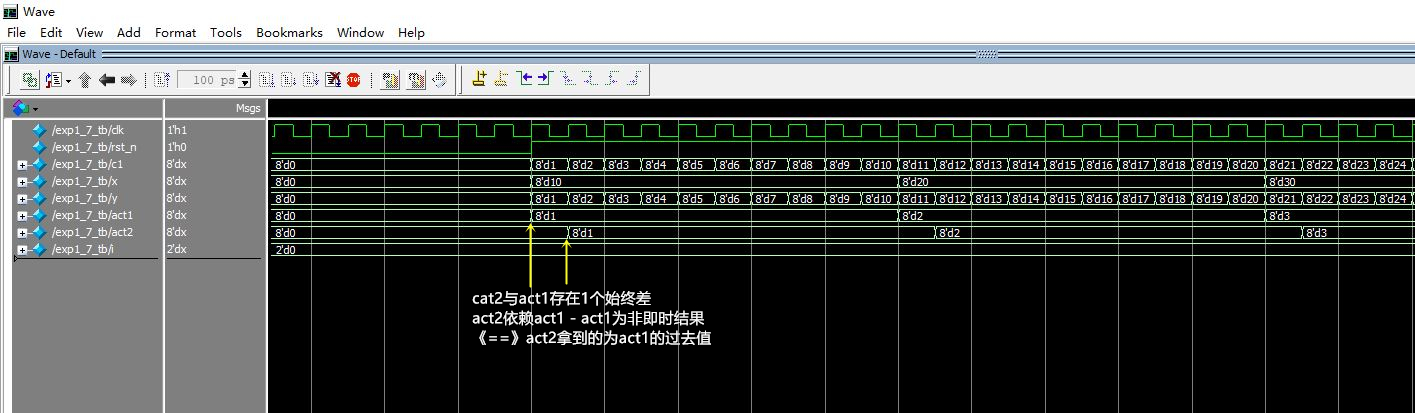 Wave
File Edit View Add Format Tools Bookmarks Window Help
Wave - Default
100 ps
Msgs
/exp1_7_tb/clk 1'h1
/exp1_7_tb/rst_n 1'h0
/exp1_7_tb/c1 8'dx 8'd0 8'd1 8'd2 8'd3 8'd4 8'd5 8'd6 8'd7 8'd8 8'd9 8'd10 8'd11 8'd12 8'd13 8'd14 8'd15 8'd16 8'd17 8'd18 8'd19 8'd20 8'd21 8'd22 8'd23 8'd24
/exp1_7_tb/x 8'dx 8'd0 8'd10 8'd20 8'd30
/exp1_7_tb/y 8'dx 8'd0 8'd1 8'd2 8'd3 8'd4 8'd5 8'd6 8'd7 8'd8 8'd9 8'd10 8'd11 8'd12 8'd13 8'd14 8'd15 8'd16 8'd17 8'd18 8'd19 8'd20 8'd21 8'd22 8'd23 8'd24
/exp1_7_tb/act1 8'dx 8'd0 8'd1 8'd2 8'd3
/exp1_7_tb/act2 8'dx 8'd0 8'd1 8'd2 8'd3
/exp1_7_tb/i 2'dx 2'd0
cat2与act1存在1个始终差
act2依赖act1 - act1为非即时结果
《==》act2拿到的为act1的过去值